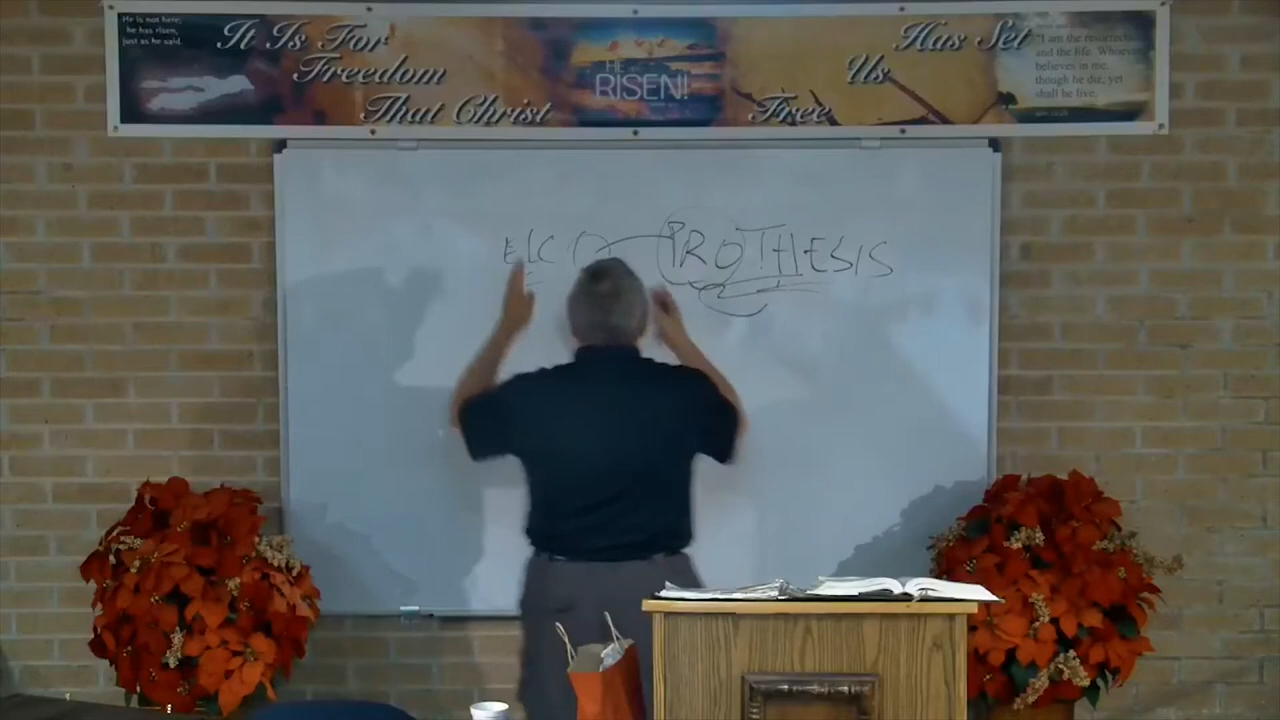 He is not here;
he has risen,
just as he said.
It Is For
Freedom
That Christ
HE IS
RISEN!
Has Set
Us
Free
"I am the resurrection
and the life. Whoever
believes in me,
though he die, yet
shall he live.
PROTHESIS